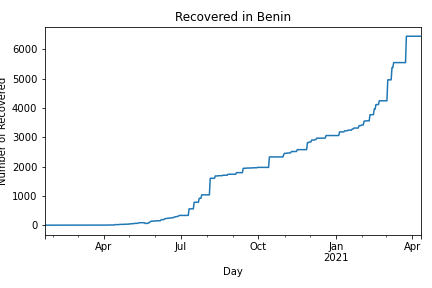 Recovered in Benin
Number of Recovered
6000
5000
4000
3000
2000
1000
0
Apr
Jul
Oct
Jan
2021
Apr
Day